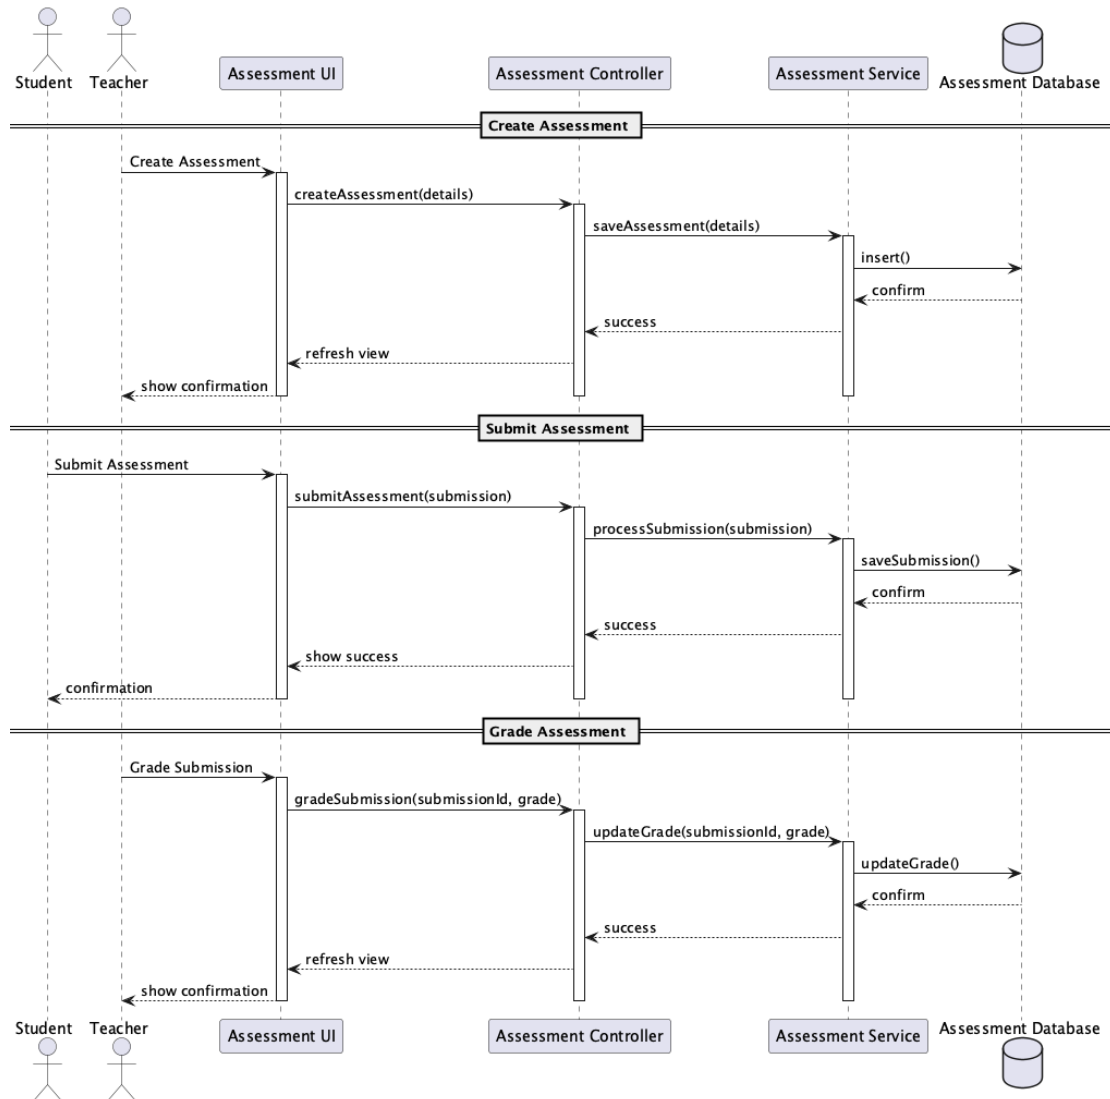 Student
Teacher
Assessment UI
Assessment Controller
Assessment Service
Assessment Database
Create Assessment
Create Assessment
createAssessment(details)
saveAssessment(details)
insert()
confirm
success
refresh view
show confirmation
Submit Assessment
Submit Assessment
submitAssessment(submission)
processSubmission(submission)
saveSubmission()
confirm
success
show success
confirmation
Grade Assessment
Grade Submission
gradeSubmission(submissionId, grade)
updateGrade(submissionId, grade)
updateGrade()
confirm
success
refresh view
show confirmation
Student
Teacher
Assessment UI
Assessment Controller
Assessment Service
Assessment Database